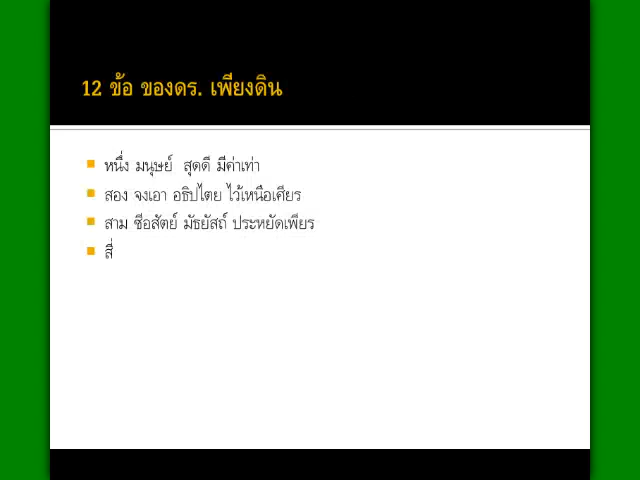 12 ข้อ ของดร. เพียงดิน
หนึ่ง มนุษย์ สุดดี มีค่าเท่า
สอง จงเอา อธิปไตย ไว้เหนือเศียร
สาม ซือสัตย์ มัธยัสถ์ ประหยัดเพียร
สี่